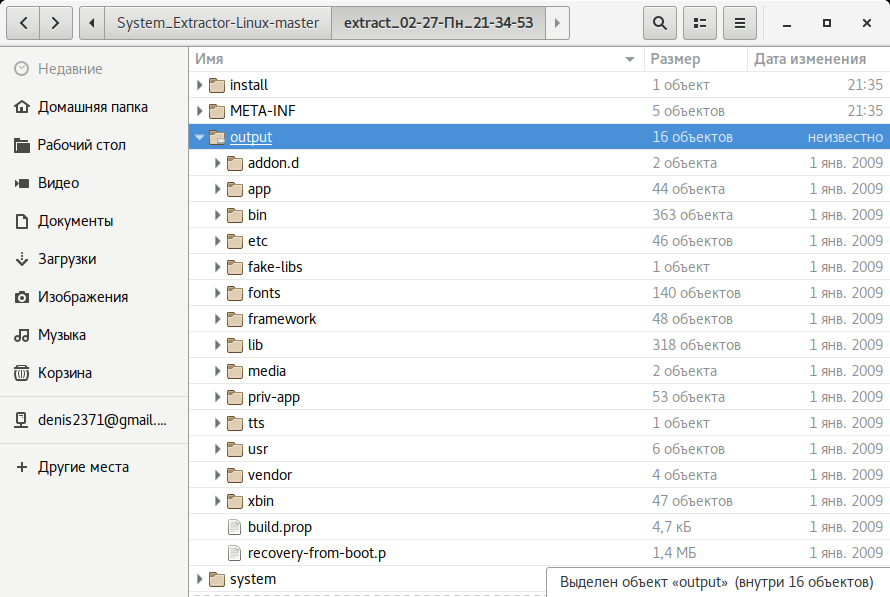 System_Extractor-Linux-master extract_02-27-Пн_21-34-53
Недавние
Домашняя папка
Рабочий стол
Видео
Документы
Загрузки
Изображения
Музыка
Корзина
denis2371@gmail....
Другие места
Имя Размер Дата изменения
install 1 объект 21:35
META-INF 5 объектов 21:35
output 16 объектов неизвестно
addon.d 2 объекта 1 янв. 2009
app 44 объекта 1 янв. 2009
bin 363 объекта 1 янв. 2009
etc 46 объектов 1 янв. 2009
fake-libs 1 объект 1 янв. 2009
fonts 140 объектов 1 янв. 2009
framework 48 объектов 1 янв. 2009
lib 318 объектов 1 янв. 2009
media 2 объекта 1 янв. 2009
priv-app 53 объекта 1 янв. 2009
tts 1 объект 1 янв. 2009
usr 6 объектов 1 янв. 2009
vendor 4 объекта 1 янв. 2009
xbin 47 объектов 1 янв. 2009
build.prop 4,7 кБ 1 янв. 2009
recovery-from-boot.p 1,4 МБ 1 янв. 2009
system
Выделен объект «output» (внутри 16 объектов)